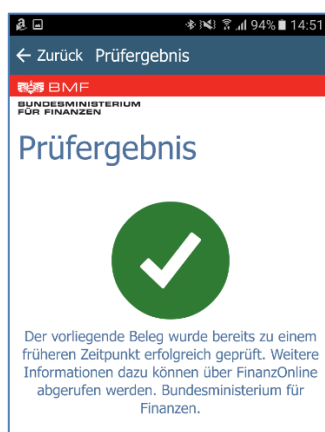 94% 14:51
← Zurück Prüfergebnis
BMF
BUNDESMINISTERIUM
FÜR FINANZEN
Prüfergebnis
Der vorliegende Beleg wurde bereits zu einem
früheren Zeitpunkt erfolgreich geprüft. Weitere
Informationen dazu können über FinanzOnline
abgerufen werden. Bundesministerium für
Finanzen.